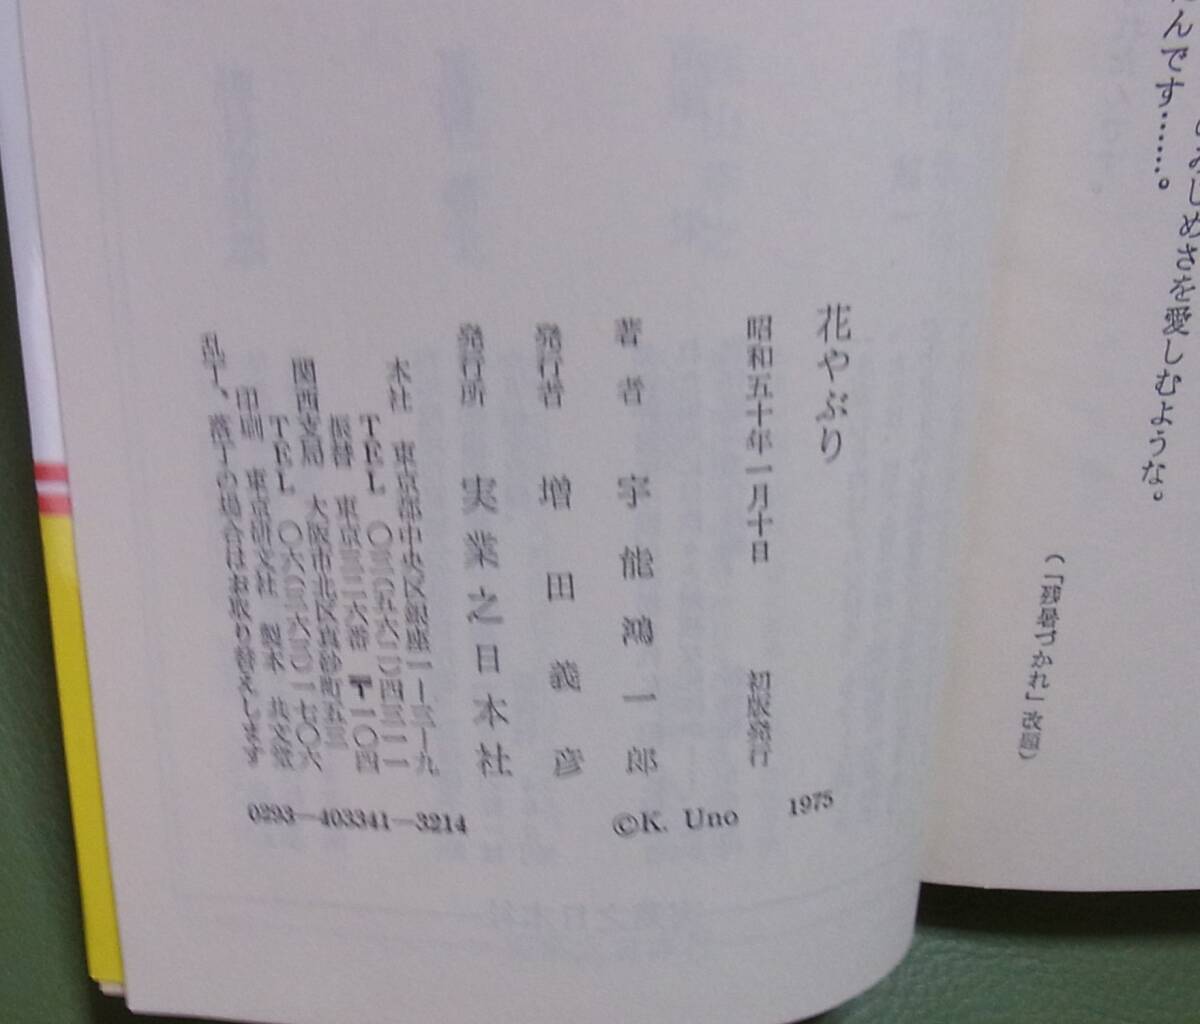 んです……。
みじめさを愛しむような。
(「残暑づかれ」改題)
花やぶり
昭和五十年一月十日　初版発行
著者　宇能鴻一郎
発行者　増田義彦
発行所　実業之日本社
本社　東京都中央区銀座一ー三ー九
TEL　〇三(五六二)四三一一
振替　東京三二六番　〒一〇四
関西支局　大阪市北区真砂町五三
TEL　〇六(三六三)〇一七〇六
印刷　東京研文社　製本　共文堂
乱丁、落丁の場合はお取り替えします
1975
©K. Uno
0293—403341—3214